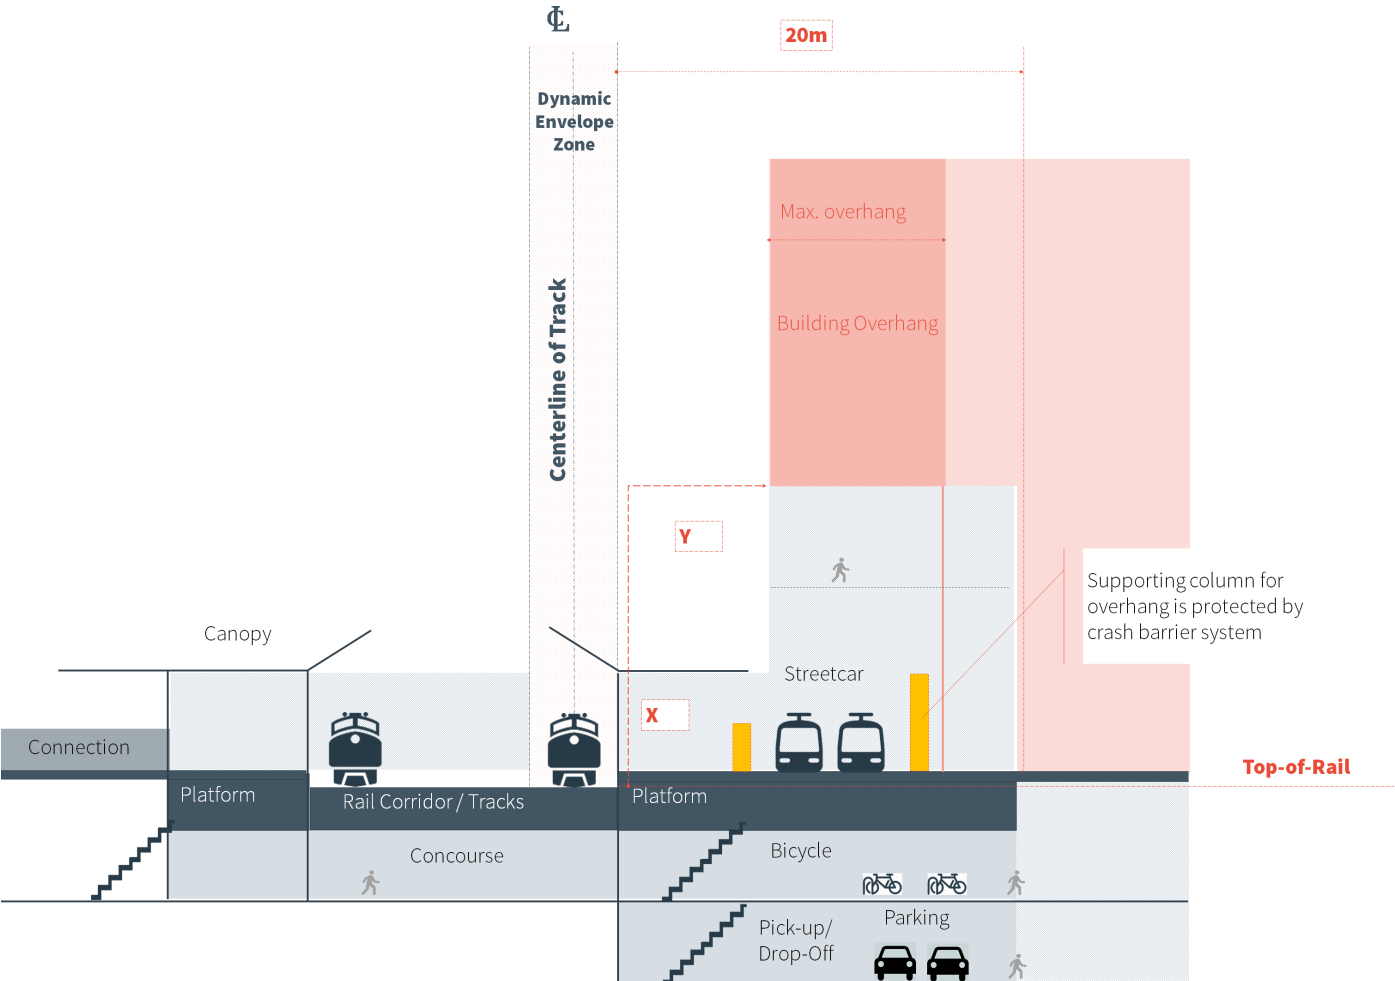 ℄
20m
Dynamic
Envelope
Zone
Max. overhang
Building Overhang
Centerline of Track
Y
Supporting column for
overhang is protected by
crash barrier system
Canopy
Streetcar
X
Connection
Top-of-Rail
Platform
Rail Corridor / Tracks
Platform
Concourse
Bicycle
Parking
Pick-up/
Drop-Off